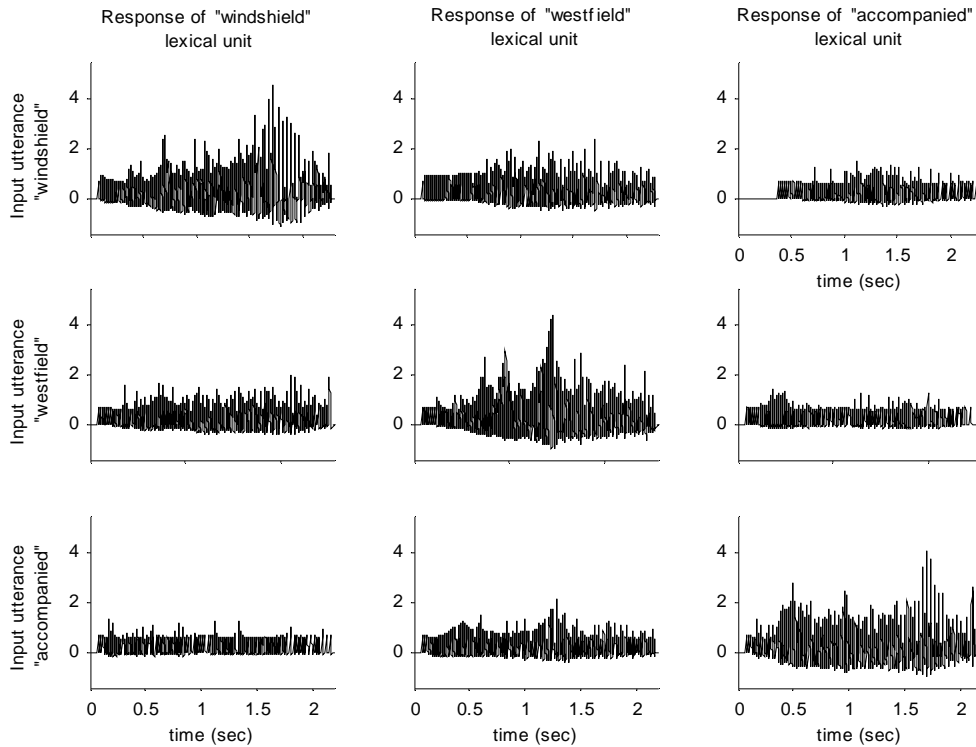 Response of "windshield"
lexical unit
Response of "westfield"
lexical unit
Response of "accompanied"
lexical unit
Input utterance
"windshield"
4
2
0
4
2
0
4
2
0
0 0.5 1 1.5 2
time (sec)
Input utterance
"westfield"
4
2
0
4
2
0
4
2
0
Input utterance
"accompanied"
4
2
0
0 0.5 1 1.5 2
time (sec)
4
2
0
0 0.5 1 1.5 2
time (sec)
4
2
0
0 0.5 1 1.5 2
time (sec)